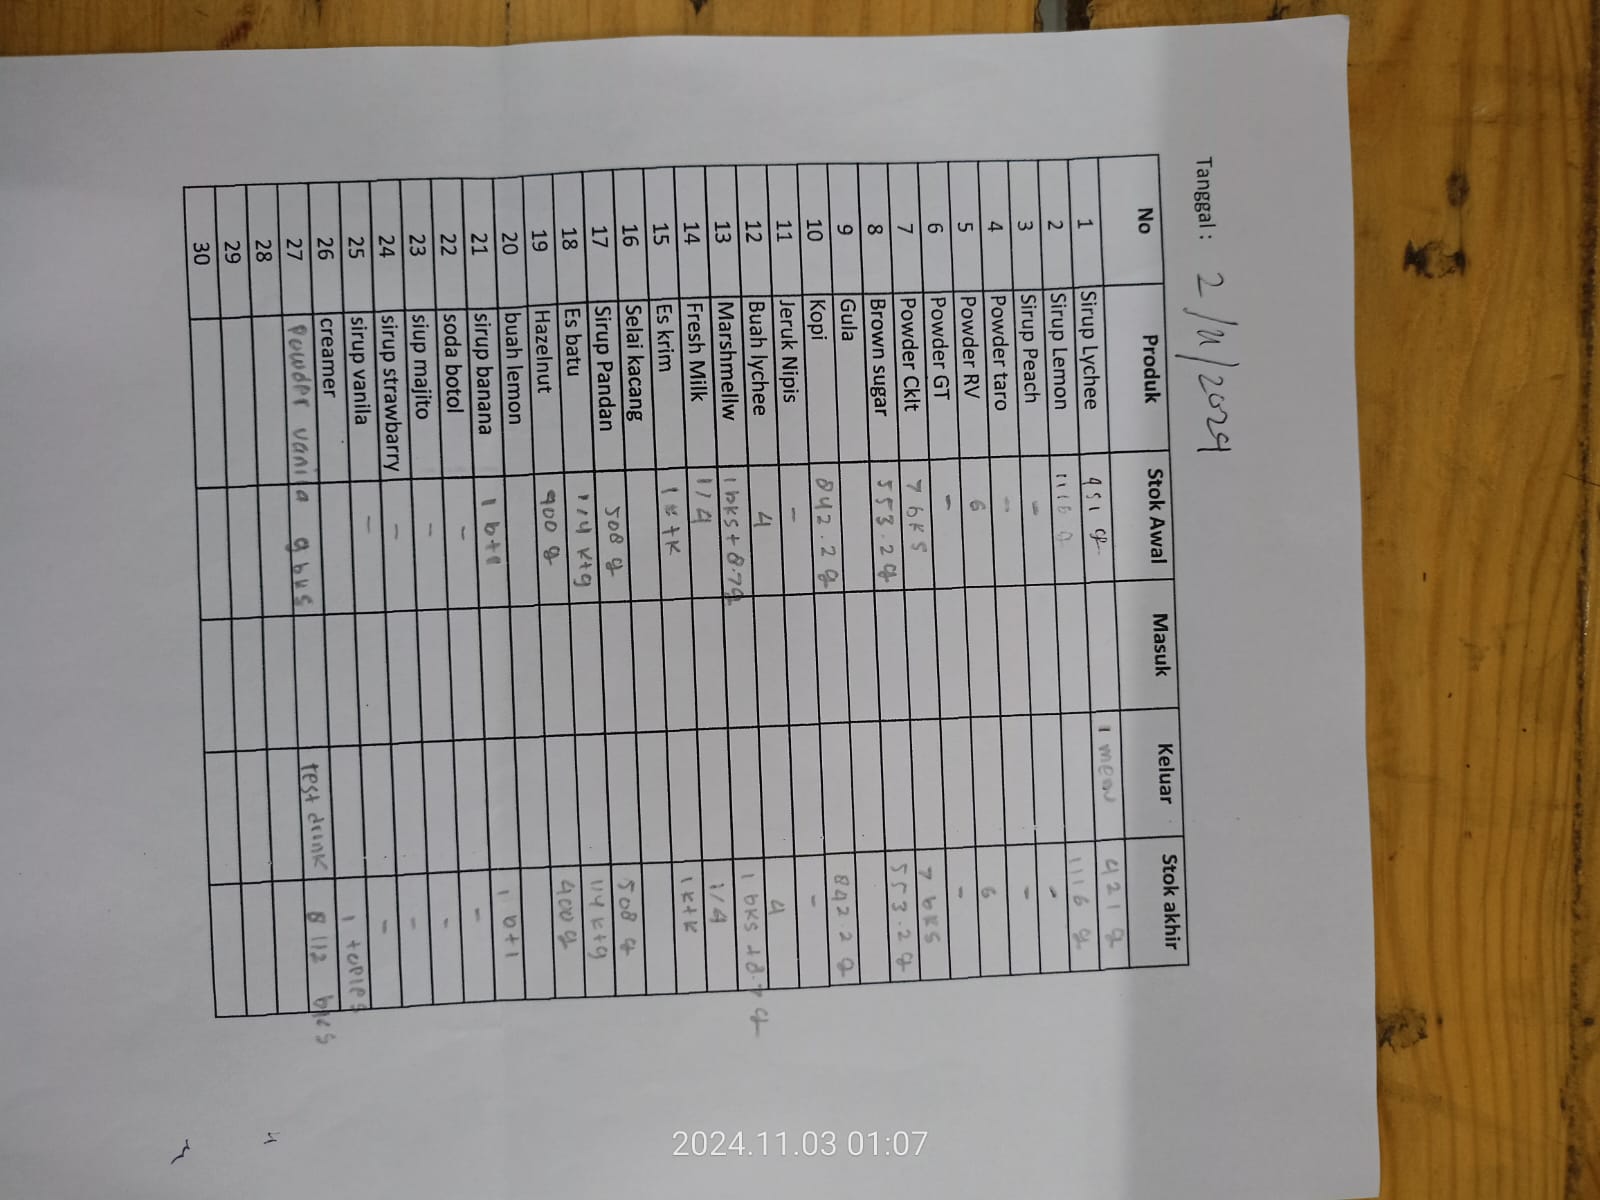 Tanggal : 2/11/2024
No Produk Stok Awal Masuk Keluar Stok akhir
1 Sirup Lychee 451 g 1 menu 421 g
2 Sirup Lemon 1116 g 1116 g
3 Sirup Peach - -
4 Powder taro - -
5 Powder RV 6 6
6 Powder GT - -
7 Powder Cklt 7 bks 7 bks
8 Brown sugar 553.2 g 553.2 g
9 Gula
10 Kopi 842.2 g 842.2 g
11 Jeruk Nipis - -
12 Buah lychee 4 4
13 Marshmellw 1 bks + 8.7g 1 bks + 8.7 g
14 Fresh Milk 1/4 1/4
15 Es krim 1 k+k 1 k+k
16 Selai kacang
17 Sirup Pandan 508 g 508 g
18 Es batu 1/4 ktg 1/4 ktg
19 Hazelnut 400 g 400 g
20 buah lemon
21 sirup banana 1 b+1 1 b+1
22 soda botol - -
23 siup majito - -
24 sirup strawbarry - -
25 sirup vanila - -
26 creamer 1 toples
27 Powder vanila 9 bks test drink 8 1/2 bks
28
29
30
2024.11.03 01:07